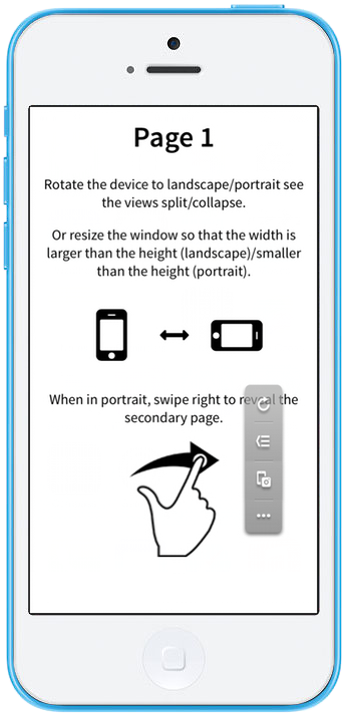 Page 1
Rotate the device to landscape/portrait see
the views split/collapse.
Or resize the window so that the width is
larger than the height (landscape)/smaller
than the height (portrait).
When in portrait, swipe right to reveal the
secondary page.